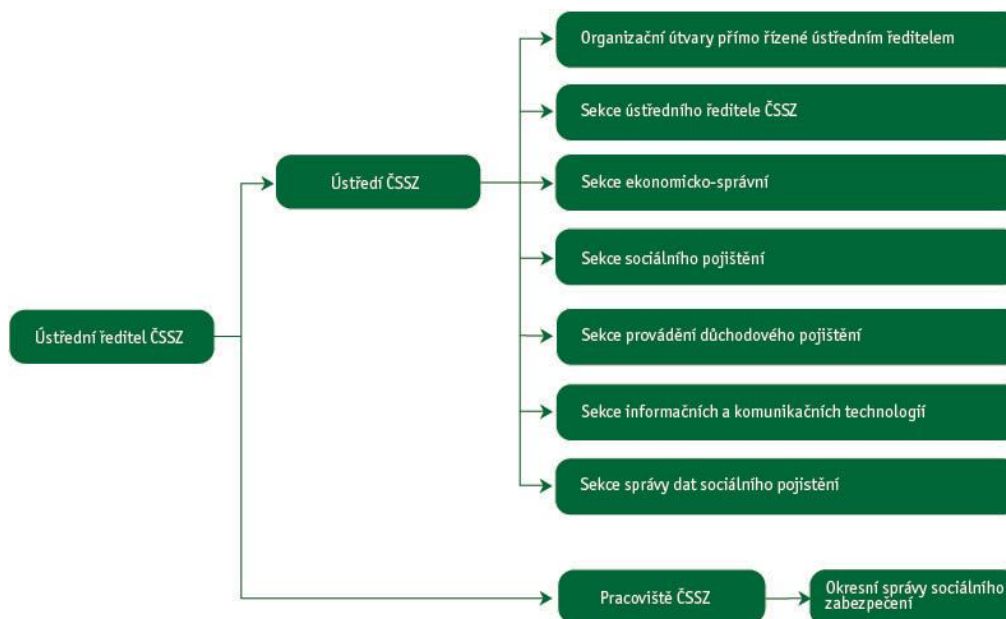 Ústřední ředitel ČSSZ
Ústředí ČSSZ
Organizační útvary přímo řízené ústředním ředitelem
Sekce ústředního ředitele ČSSZ
Sekce ekonomicko-správní
Sekce sociálního pojištění
Sekce provádění důchodového pojištění
Sekce informačních a komunikačních technologií
Sekce správy dat sociálního pojistění
Pracoviště ČSSZ
Okresní správy sociálního
zabezpečení